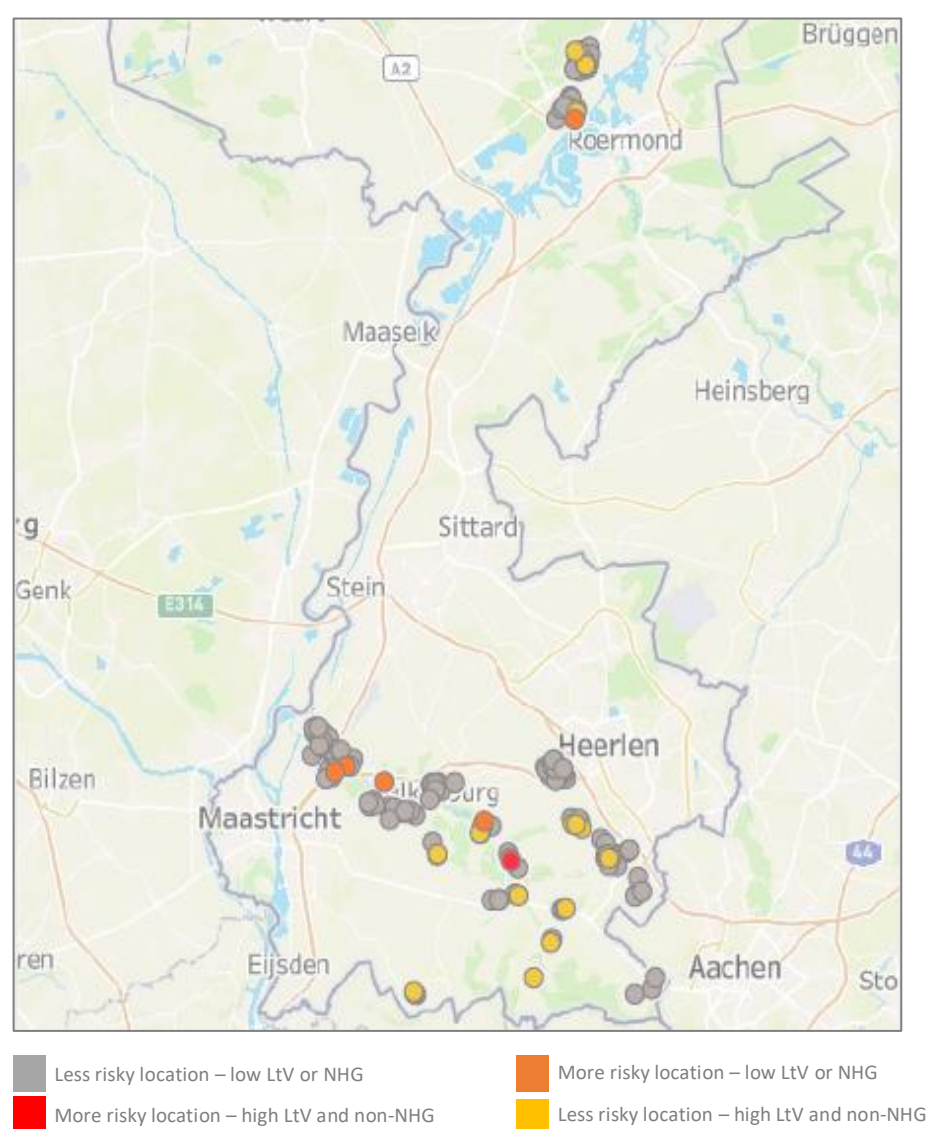 Brüggen
A2
Roermond
Maaseik
Heinsberg
Sittard
Genk
Stein
E314
Heerlen
Bilzen
Maastricht
44
Eijsden
Aachen
ren
Sto
Less risky location – low LtV or NHG
More risky location – low LtV or NHG
More risky location – high LtV and non-NHG
Less risky location – high LtV and non-NHG